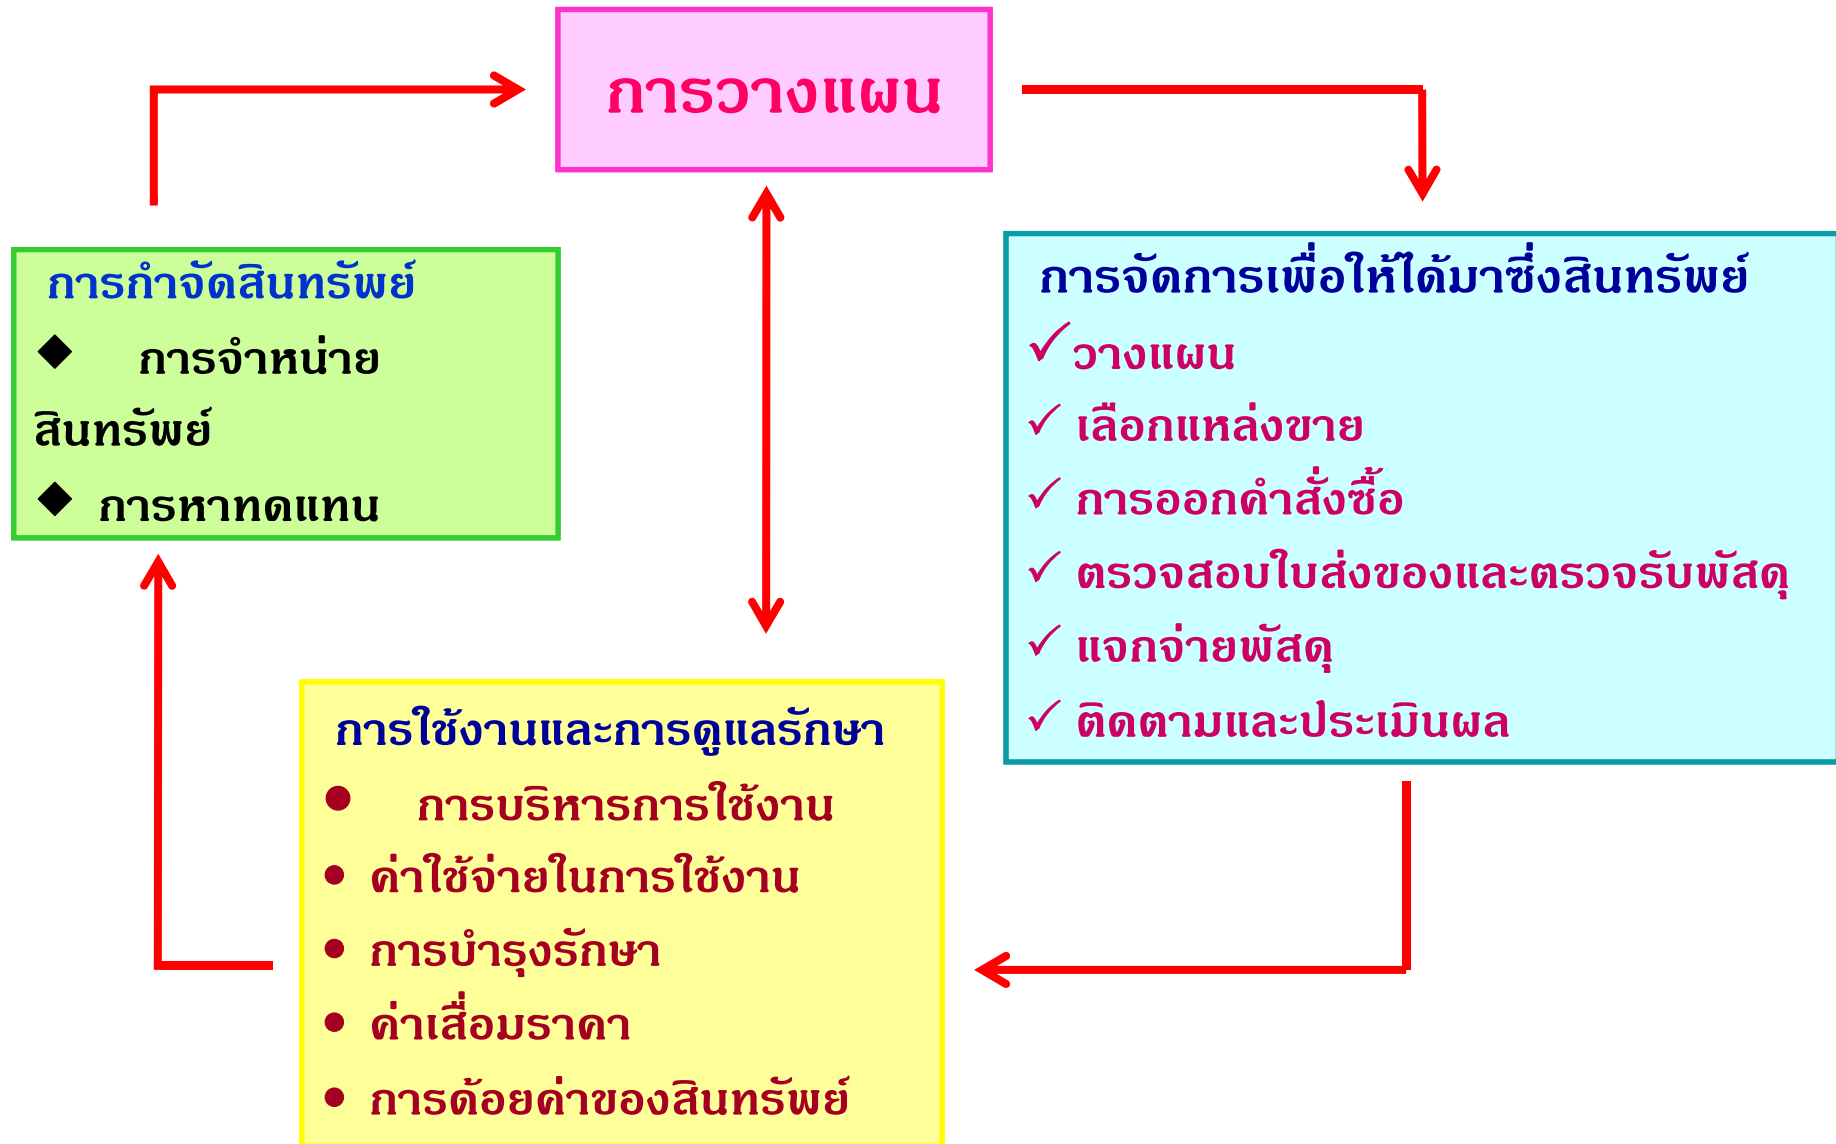 การวางแผน
การกำจัดสินทรัพย์
◆ การจำหน่าย
สินทรัพย์
◆ การหาทดแทน
การจัดการเพื่อให้ได้มาซึ่งสินทรัพย์
✓ วางแผน
✓ เลือกแหล่งขาย
✓ การออกคำสั่งซื้อ
✓ ตรวจสอบใบส่งของและตรวจรับพัสดุ
✓ แจกจ่ายพัสดุ
✓ ติดตามและประเมินผล
การใช้งานและการดูแลรักษา
• การบริหารการใช้งาน
• ค่าใช้จ่ายในการใช้งาน
• การบำรุงรักษา
• ค่าเสื่อมราคา
• การด้อยค่าของสินทรัพย์